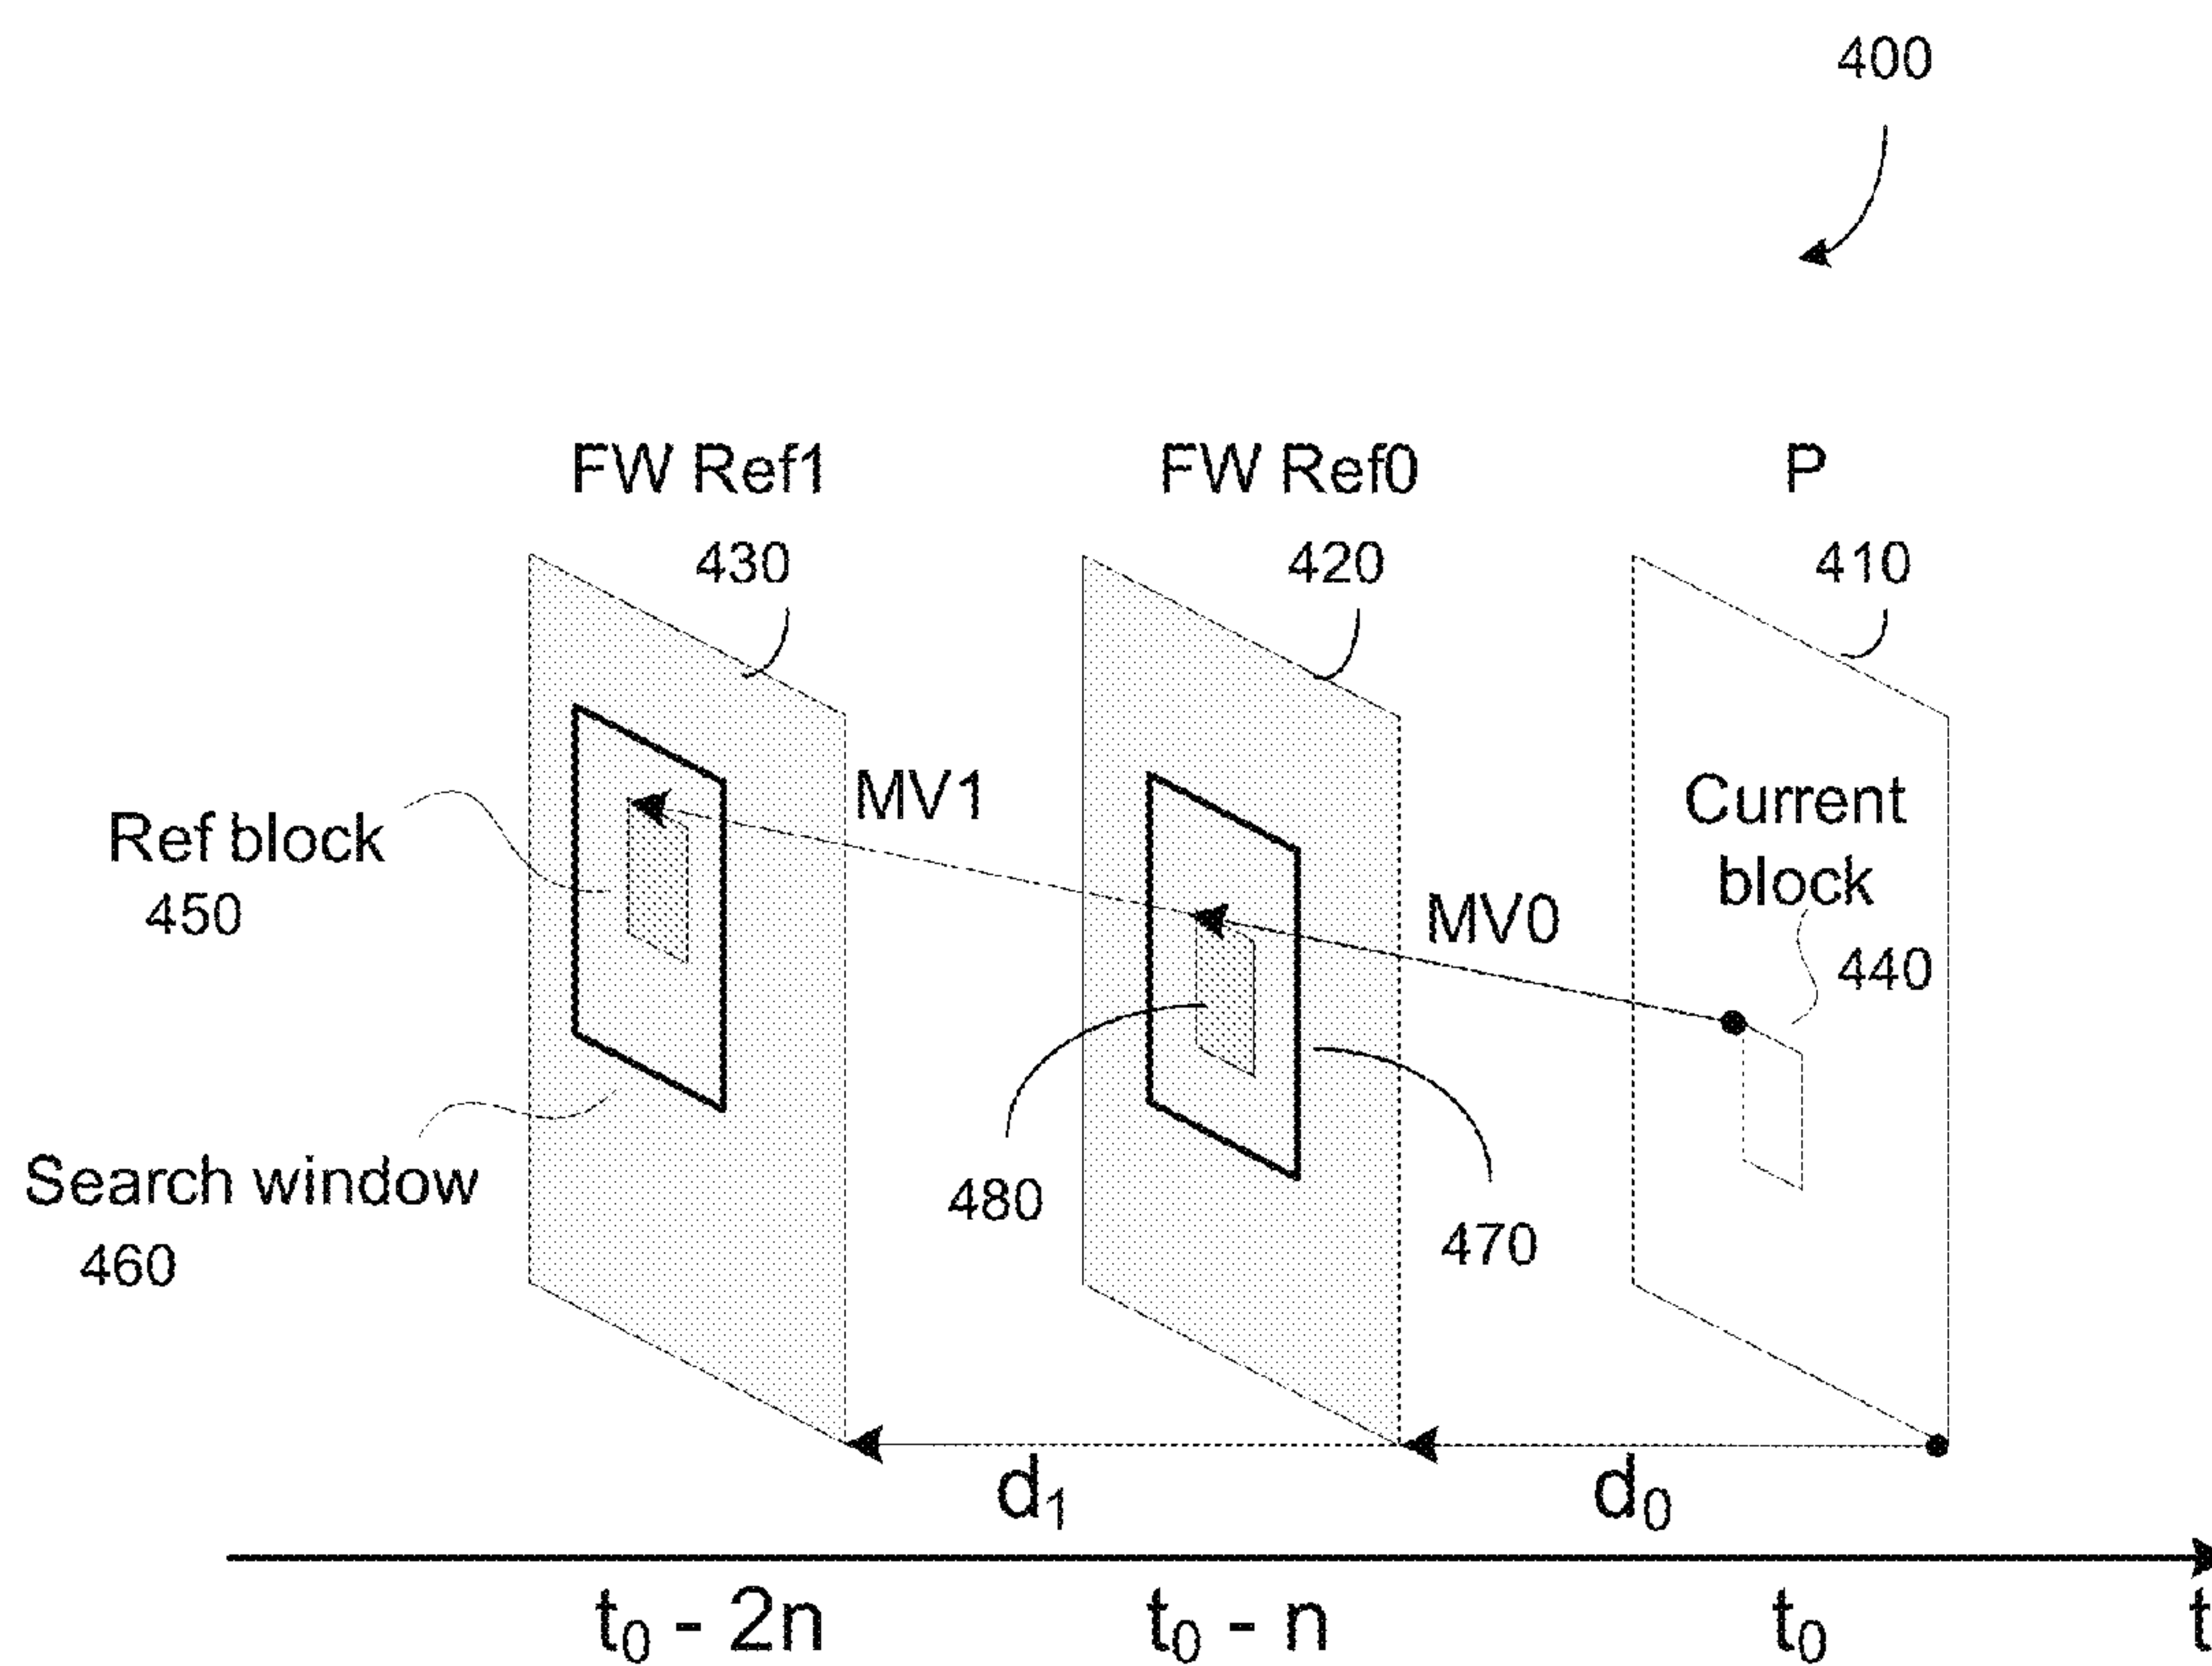 400
FW Ref1
FW Ref0
P
430
420
410
MV1
Current
block
Ref block
450
MV0
440
Search window
460
480
470
d₁
d₀
t₀ - 2n
t₀ - n
t₀
t